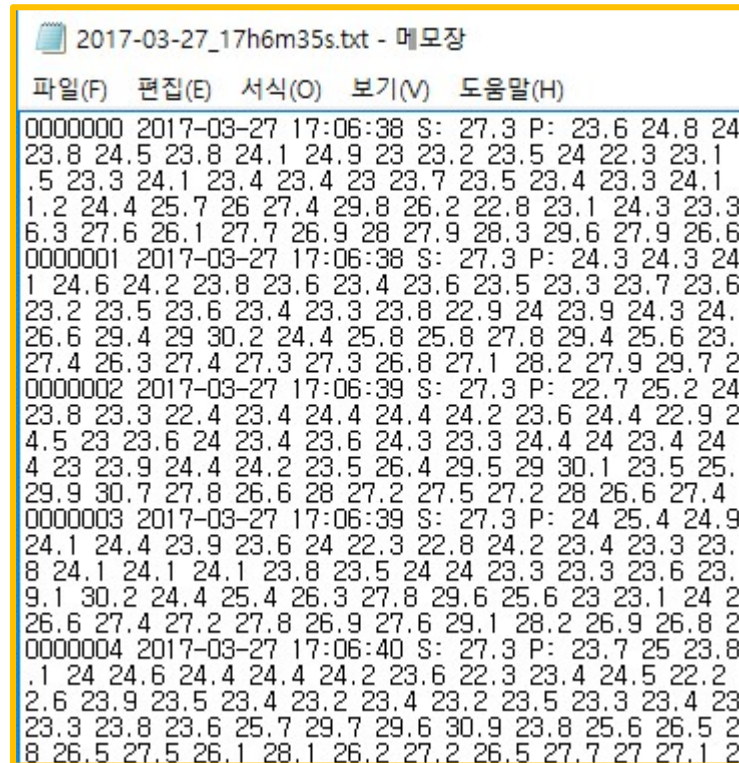 2017-03-27_17h6m35s.txt - 메모장
파일(F) 편집(E) 서식(O) 보기(V) 도움말(H)
0000000 2017-03-27 17:06:38 S: 27.3 P: 23.6 24.8 24
23.8 24.5 23.8 24.1 24.9 23 23.2 23.5 24 22.3 23.1
.5 23.3 24.1 23.4 23.4 23 23.7 23.5 23.4 23.3 24.1
1.2 24.4 25.7 26 27.4 29.8 26.2 22.8 23.1 24.3 23.3
6.3 27.6 26.1 27.7 26.9 28 27.9 28.3 29.6 27.9 26.6
0000001 2017-03-27 17:06:38 S: 27.3 P: 24.3 24.3 24
1 24.6 24.2 23.8 23.6 23.4 23.6 23.5 23.3 23.7 23.6
23.2 23.5 23.6 23.4 23.3 23.8 22.9 24 23.9 24.3 24.
26.6 29.4 29 30.2 24.4 25.8 25.8 27.8 29.4 25.6 23.
27.4 26.3 27.4 27.3 27.3 26.8 27.1 28.2 27.9 29.7 2
0000002 2017-03-27 17:06:39 S: 27.3 P: 22.7 25.2 24
23.8 23.3 22.4 23.4 24.4 24.4 24.2 23.6 24.4 22.9 2
4.5 23 23.6 24 23.4 23.6 24.3 23.3 24.4 24 23.4 24
4 23 23.9 24.4 24.2 23.5 26.4 29.5 29 30.1 23.5 25.
29.9 30.7 27.8 26.6 28 27.2 27.5 27.2 28 26.6 27.4
0000003 2017-03-27 17:06:39 S: 27.3 P: 24 25.4 24.9
24.1 24.4 23.9 23.6 24 22.3 22.8 24.2 23.4 23.3 23.
8 24.1 24.1 24.1 23.8 23.5 24 24 23.3 23.3 23.6 23.
9.1 30.2 24.4 25.4 26.3 27.8 29.6 25.6 23 23.1 24 2
26.6 27.4 27.2 27.8 26.9 27.6 29.1 28.2 26.9 26.8 2
0000004 2017-03-27 17:06:40 S: 27.3 P: 23.7 25 23.8
.1 24 24.6 24.4 24.4 24.2 23.6 22.3 23.4 24.5 22.2
2.6 23.9 23.5 23.4 23.2 23.4 23.2 23.5 23.3 23.4 23
23.3 23.8 23.6 25.7 29.7 29.6 30.9 23.8 25.6 26.5 2
8 26.5 27.5 26.1 28.1 26.2 27.2 26.5 27.7 27 27.1 2